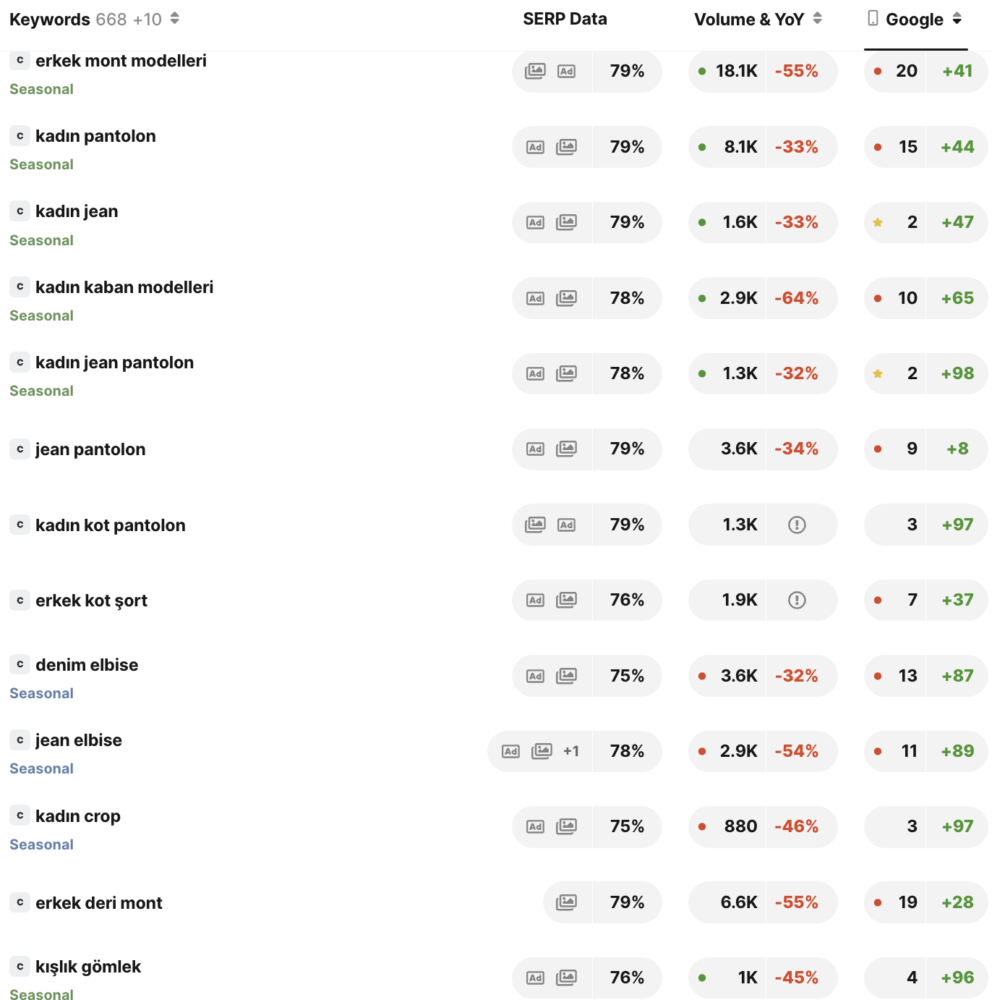 Keywords 668 +10 SERP Data Volume & YoY Google
c erkek mont modelleri Ad 79% 18.1K -55% 20 +41
Seasonal
c kadın pantolon Ad 79% 8.1K -33% 15 +44
Seasonal
c kadın jean Ad 79% 1.6K -33% 2 +47
Seasonal
c kadın kaban modelleri Ad 78% 2.9K -64% 10 +65
Seasonal
c kadın jean pantolon Ad 78% 1.3K -32% 2 +98
Seasonal
c jean pantolon Ad 79% 3.6K -34% 9 +8
c kadın kot pantolon Ad 79% 1.3K 3 +97
c erkek kot şort Ad 76% 1.9K 7 +37
c denim elbise Ad 75% 3.6K -32% 13 +87
Seasonal
c jean elbise Ad +1 78% 2.9K -54% 11 +89
Seasonal
c kadın crop Ad 75% 880 -46% 3 +97
Seasonal
c erkek deri mont 79% 6.6K -55% 19 +28
c kışlık gömlek Ad 76% 1K -45% 4 +96
Seasonal